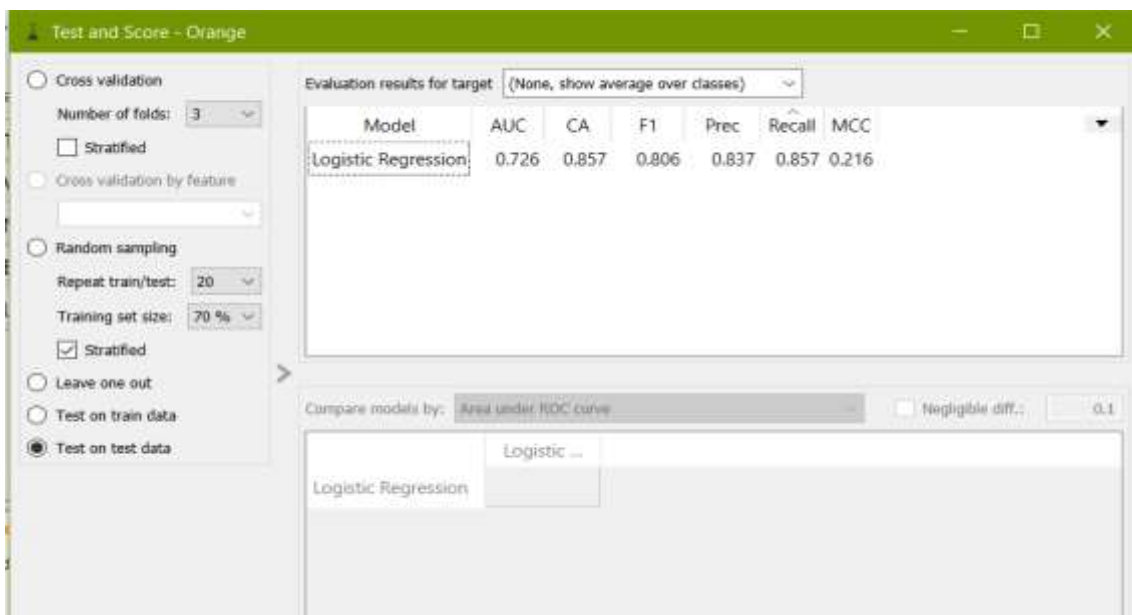 Test and Score - Orange
Cross validation
Number of folds: 3
Stratified
Cross validation by feature
Random sampling
Repeat train/test: 20
Training set size: 70 %
Stratified
Leave one out
Test on train data
Test on test data
>
Evaluation results for target (None, show average over classes)
Model AUC CA F1 Prec Recall MCC
Logistic Regression 0.726 0.857 0.806 0.837 0.857 0.216
Compare models by: Area under ROC curve Negligible diff.: 0.1
Logistic ...
Logistic Regression